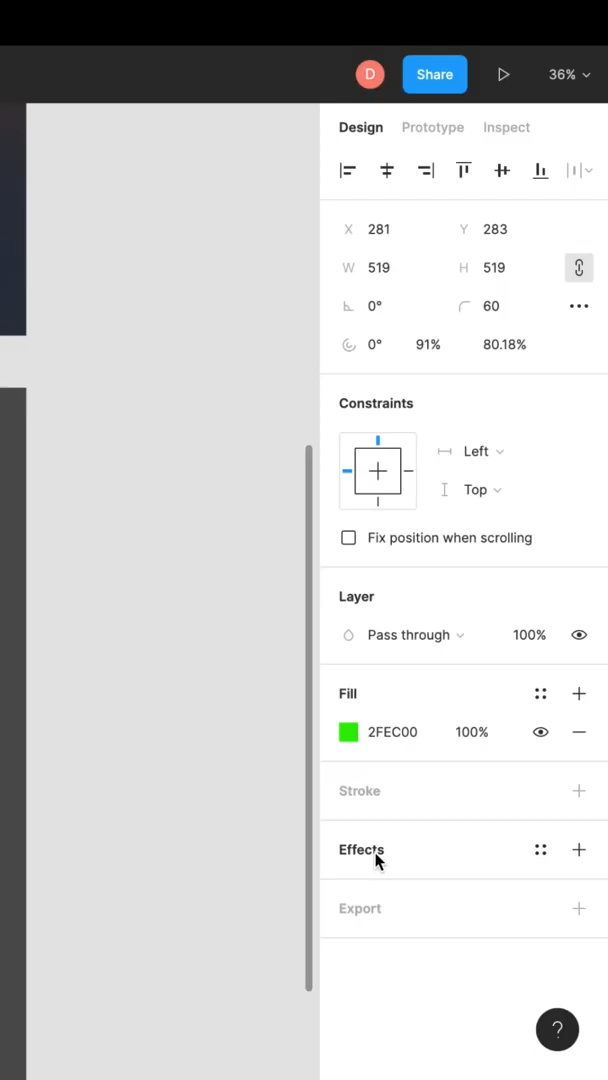 D Share 36%
Design Prototype Inspect
X 281 Y 283
W 519 H 519
0° 60
0° 91% 80.18%
Constraints
Left
Top
Fix position when scrolling
Layer
Pass through 100%
Fill
2FEC00 100%
Stroke
Effects
Export
?